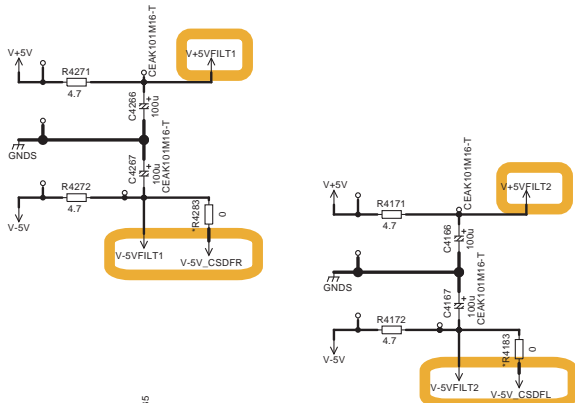 V+5V
R4271
4.7
CEAK101M16-T
V+5VFILT1
C4266
+
100u
GNDS
C4267
+
100u
CEAK101M16-T
R4272
4.7
V-5V
*R4283
0
V-5VFILT1
V-5V_CSDFR
V+5V
R4171
4.7
CEAK101M16-T
V+5VFILT2
C4166
+
100u
GNDS
C4167
+
100u
CEAK101M16-T
R4172
4.7
V-5V
*R4183
0
V-5VFILT2
V-5V_CSDFL